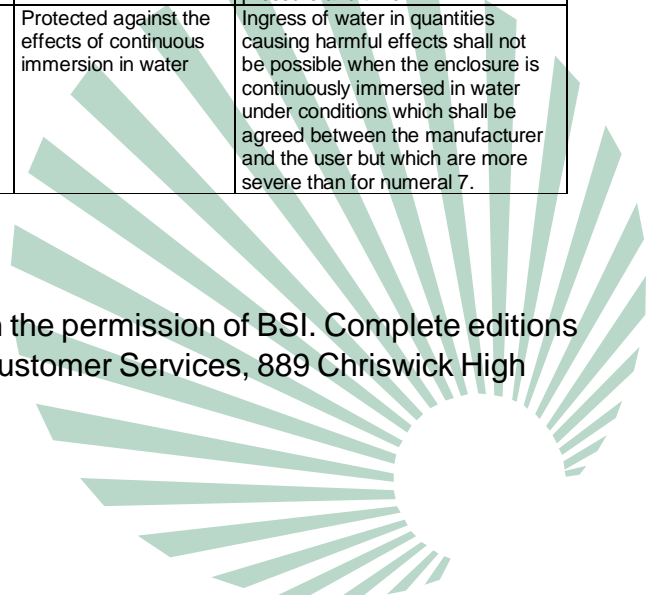 Protected against the
effects of continuous
immersion in water
Ingress of water in quantities
causing harmful effects shall not
be possible when the enclosure is
continuously immersed in water
under conditions which shall be
agreed between the manufacturer
and the user but which are more
severe than for numeral 7.
the permission of BSI. Complete editions
ustomer Services, 889 Chriswick High